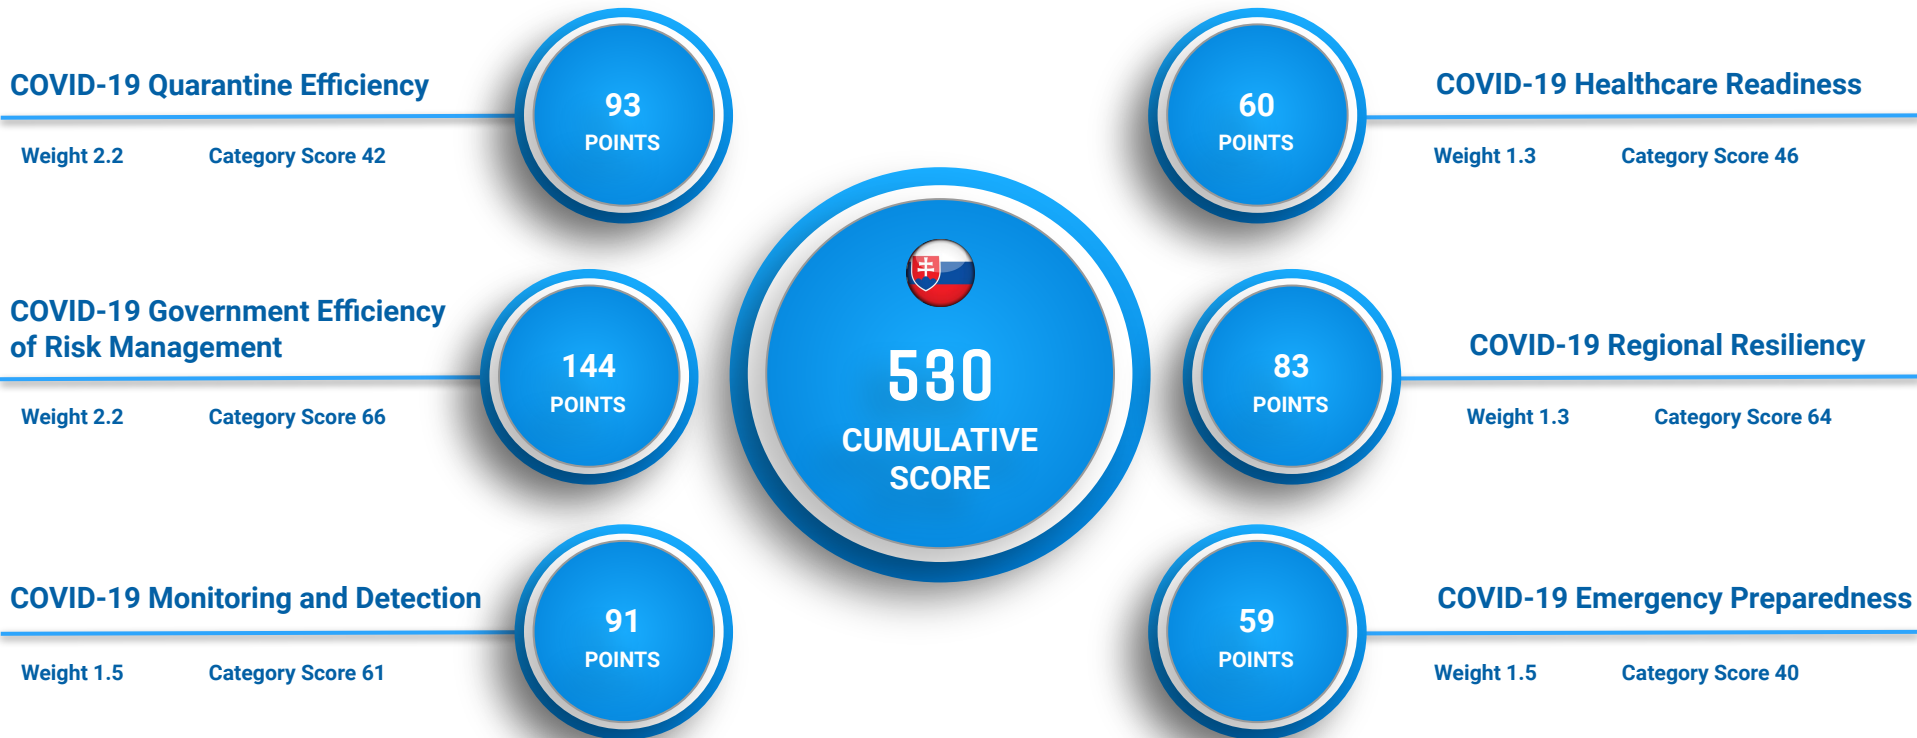 COVID-19 Quarantine Efficiency
Weight 2.2 Category Score 42
93
POINTS
COVID-19 Government Efficiency
of Risk Management
Weight 2.2 Category Score 66
144
POINTS
COVID-19 Monitoring and Detection
Weight 1.5 Category Score 61
91
POINTS
530
CUMULATIVE
SCORE
60
POINTS
COVID-19 Healthcare Readiness
Weight 1.3 Category Score 46
83
POINTS
COVID-19 Regional Resiliency
Weight 1.3 Category Score 64
59
POINTS
COVID-19 Emergency Preparedness
Weight 1.5 Category Score 40